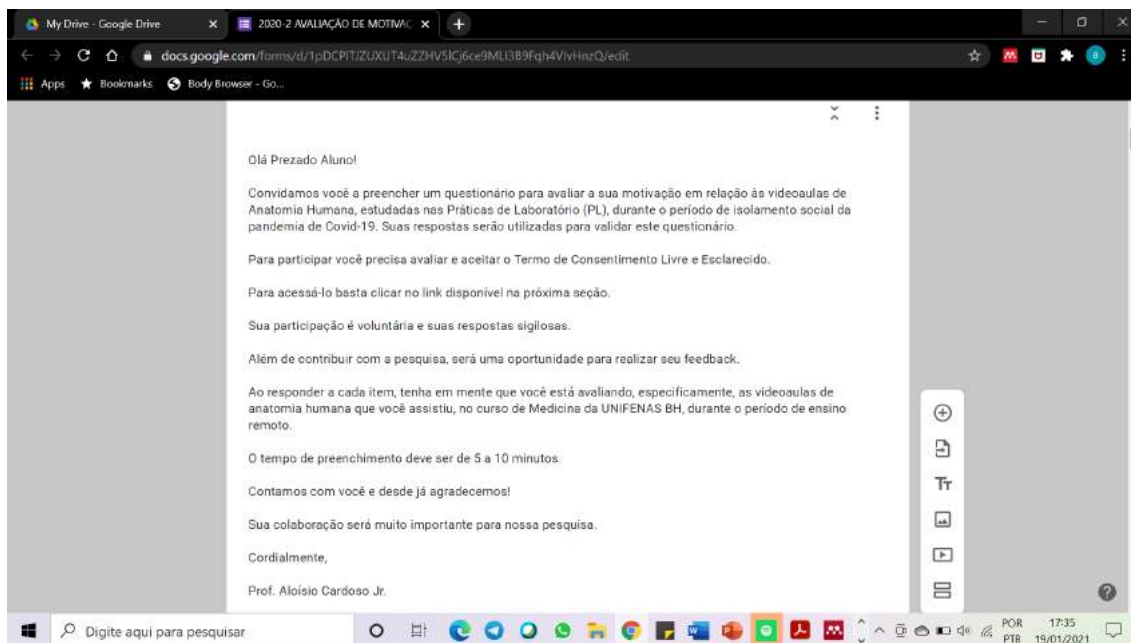 My Drive - Google Drive
2020-2 AVALIAÇÃO DE MOTIVAC
docs.google.com/forms/d/
Apps
Bookmarks
Body Browser - Go...
Olá Prezado Aluno!
Convidamos você a preencher um questionário para avaliar a sua motivação em relação às videoaulas de
Anatomia Humana, estudadas nas Práticas de Laboratório (PL), durante o período de isolamento social da
pandemia de Covid-19. Suas respostas serão utilizadas para validar este questionário.
Para participar você precisa avaliar e aceitar o Termo de Consentimento Livre e Esclarecido.
Para acessá-lo basta clicar no link disponível na próxima seção.
Sua participação é voluntária e suas respostas sigilosas.
Além de contribuir com a pesquisa, será uma oportunidade para realizar seu feedback.
Ao responder a cada item, tenha em mente que você está avaliando, especificamente, as videoaulas de
anatomia humana que você assistiu, no curso de Medicina da UNIFENAS BH, durante o período de ensino
remoto.
O tempo de preenchimento deve ser de 5 a 10 minutos.
Contamos com você e desde já agradecemos!
Sua colaboração será muito importante para nossa pesquisa.
Cordialmente,
Prof. Aloísio Cardoso Jr.
Digite aqui para pesquisar
POR
PTB
17:35
19/01/2021